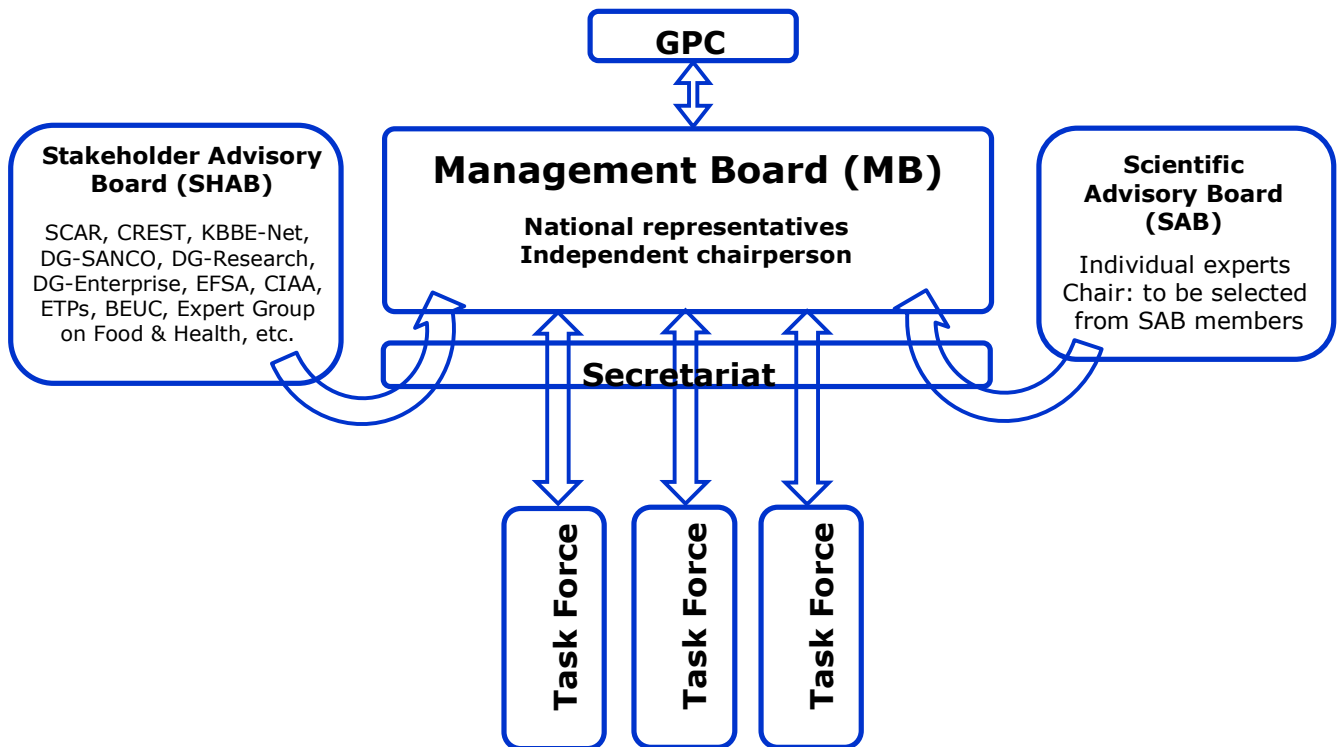 GPC
Stakeholder Advisory
Board (SHAB)
SCAR, CREST, KBBE-Net,
DG-SANCO, DG-Research,
DG-Enterprise, EFSA, CIAA,
ETPs, BEUC, Expert Group
on Food & Health, etc.
Management Board (MB)
National representatives
Independent chairperson
Scientific
Advisory Board
(SAB)
Individual experts
Chair: to be selected
from SAB members
Secretariat
Task Force
Task Force
Task Force